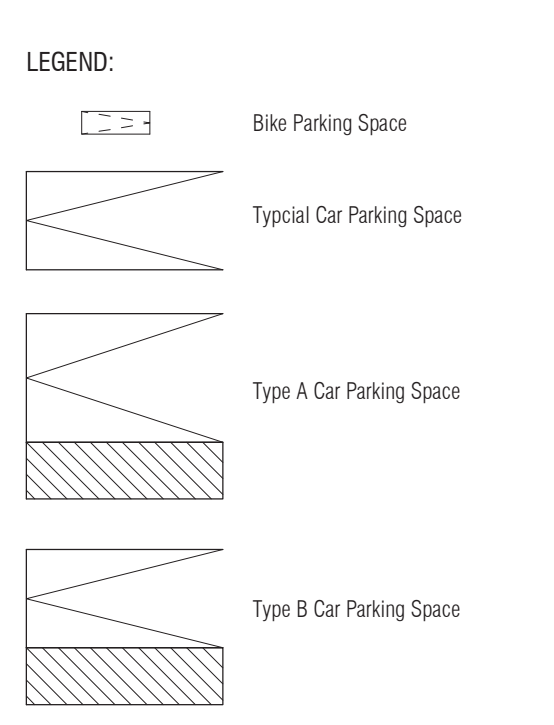 LEGEND:
Bike Parking Space
Typcial Car Parking Space
Type A Car Parking Space
Type B Car Parking Space